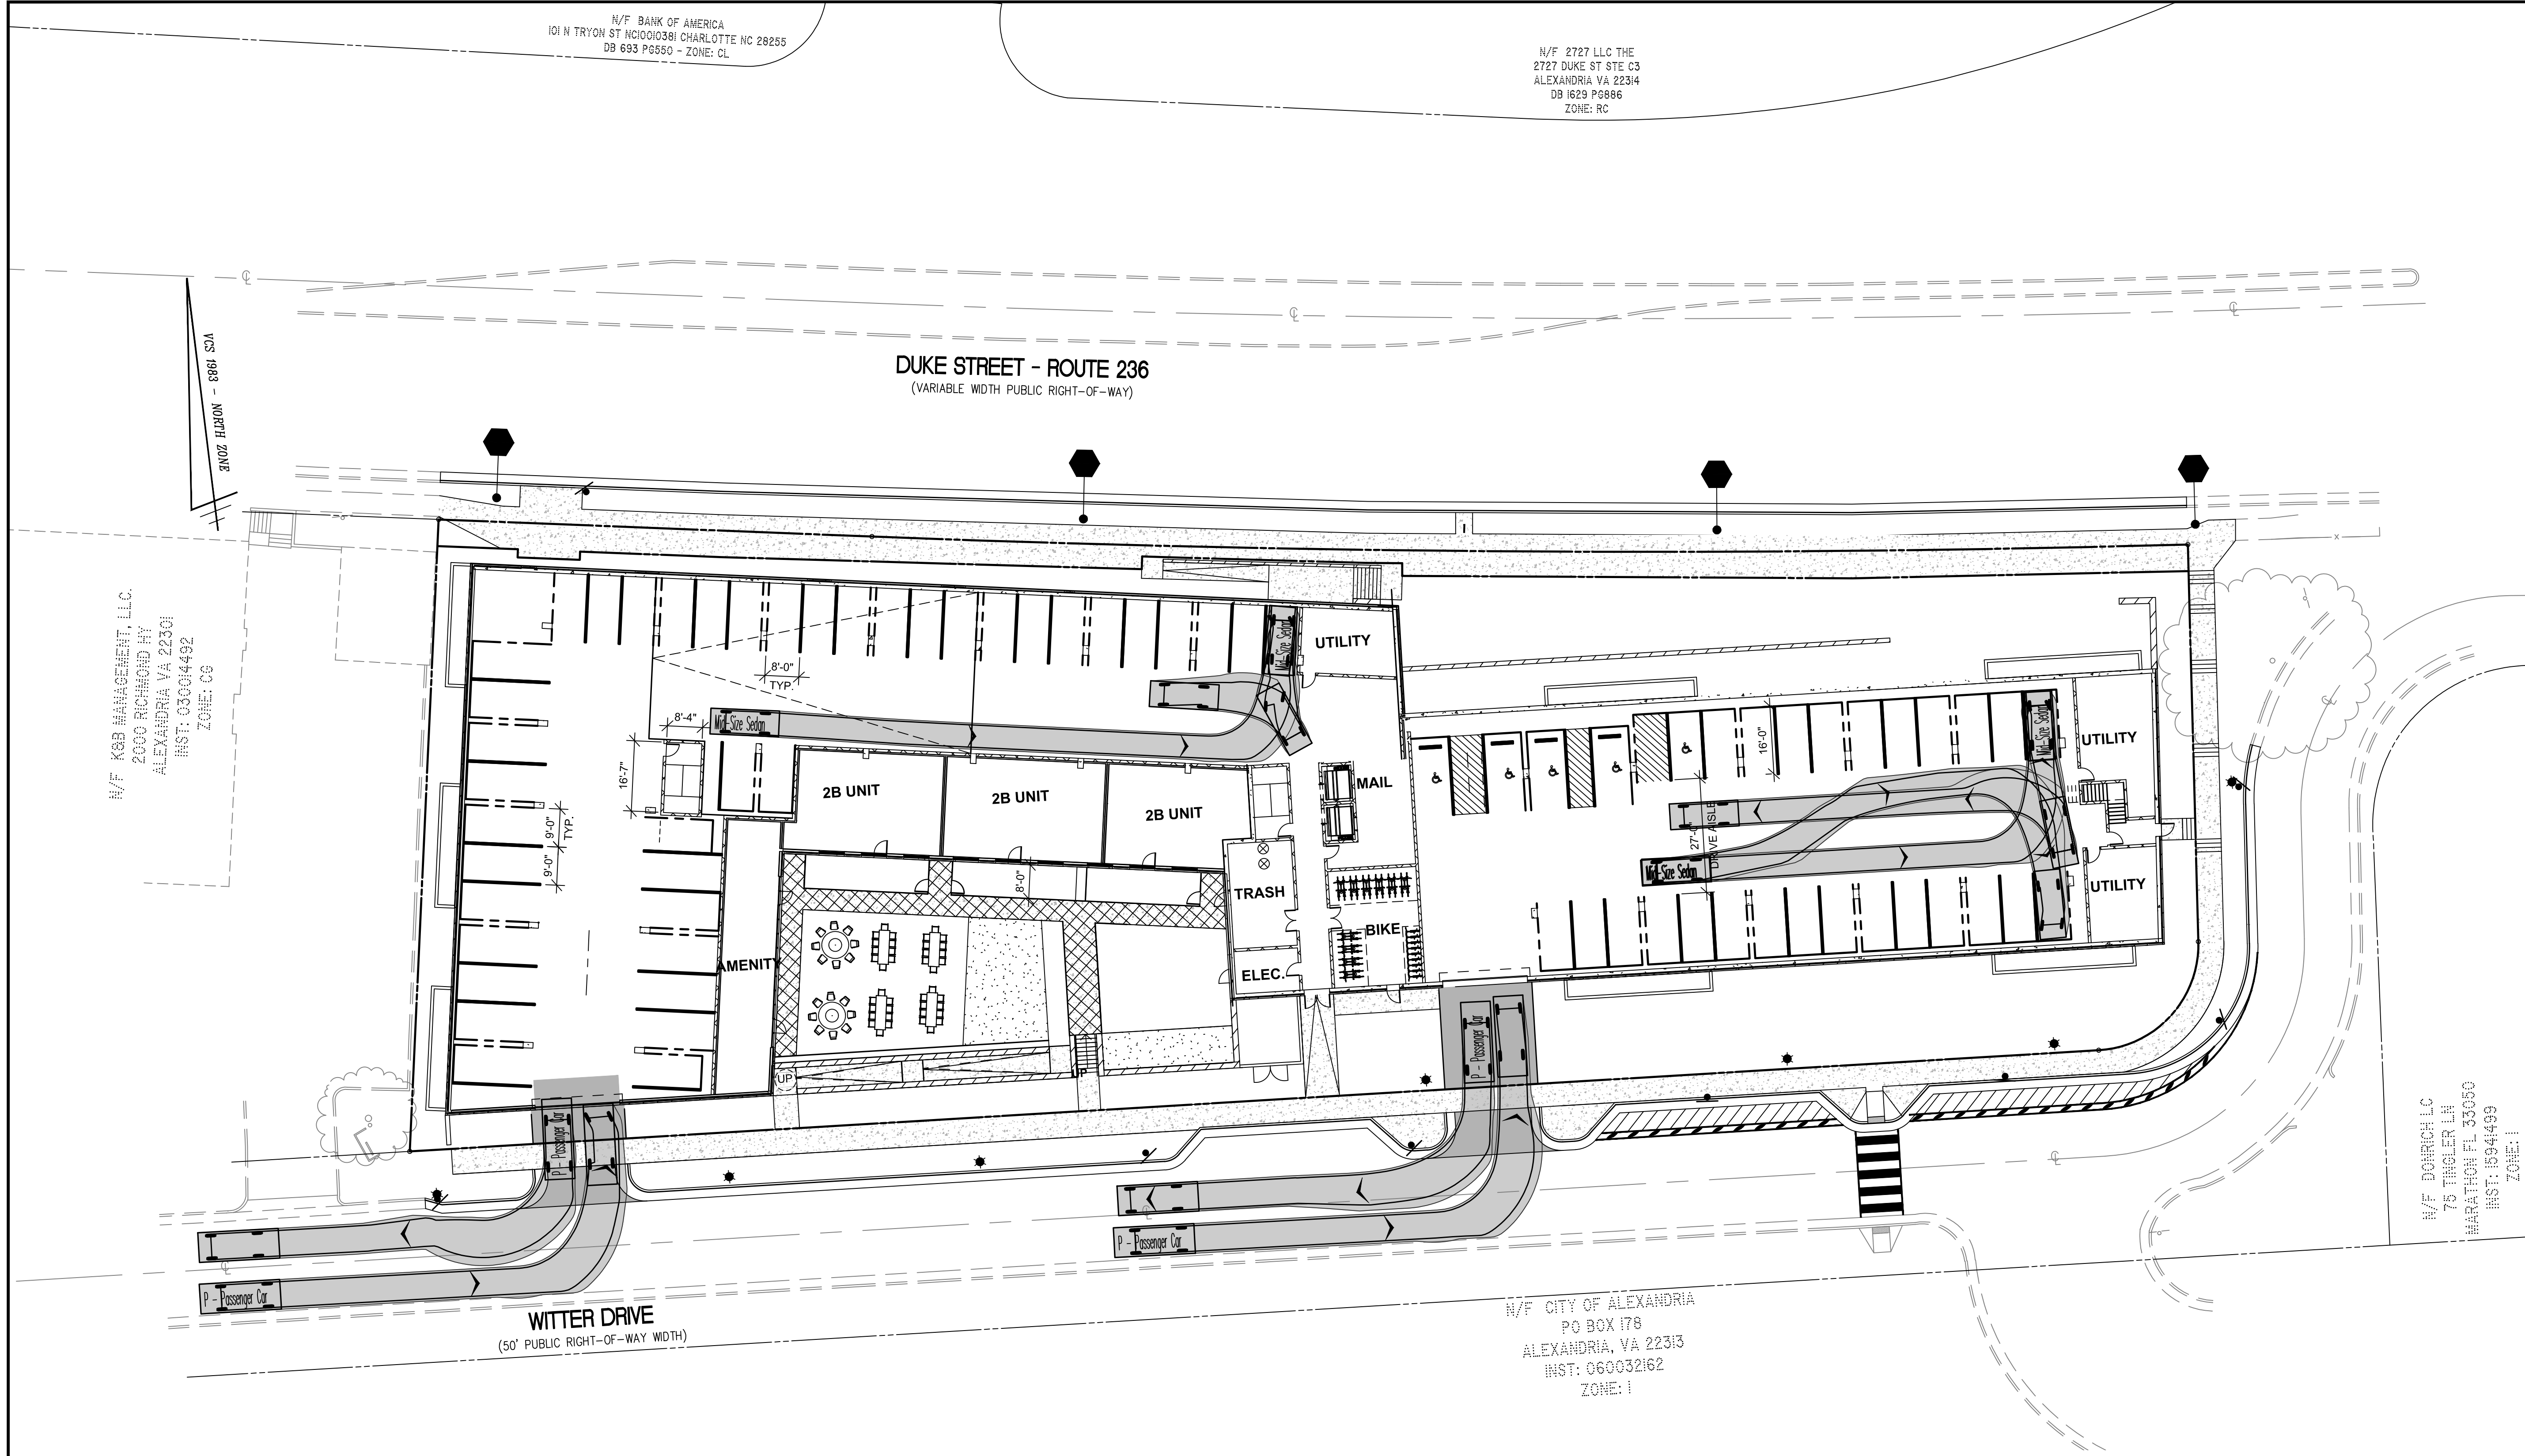 N/F BANK OF AMERICA
101 N TRYON ST NC10010381 CHARLOTTE NC 28255
DB 693 PG550 - ZONE: CL
N/F 2727 LLC THE
2727 DUKE ST STE C3
ALEXANDRIA VA 22314
DB 1629 PG886
ZONE: RC
VCS 1983 - NORTH ZONE
DUKE STREET - ROUTE 236
(VARIABLE WIDTH PUBLIC RIGHT-OF-WAY)
N/F K&B MANAGEMENT, LLC.
2000 RICHMOND HY
ALEXANDRIA VA 22301
INST: 030014492
ZONE: CG
8'-0"
TYP.
8'-4"
Mid-Size Sedan
16'-7"
Mid-Size Sedan
UTILITY
2B UNIT
2B UNIT
2B UNIT
MAIL
9'-0"
TYP.
9'-0"
8'-0"
TRASH
BIKE
AMENITY
ELEC.
UP
UP
16'-0"
Mid-Size Sedan
UTILITY
27'-0"
DRIVE AISLE
Mid-Size Sedan
UTILITY
P - Passenger Car
P - Passenger Car
P - Passenger Car
P - Passenger Car
WITTER DRIVE
(50' PUBLIC RIGHT-OF-WAY WIDTH)
N/F CITY OF ALEXANDRIA
PO BOX 178
ALEXANDRIA, VA 22313
INST: 060032162
ZONE: I
N/F DONRICH LC
75 TINGLER LN
MARATHON FL 33050
INST: 15941499
ZONE: I